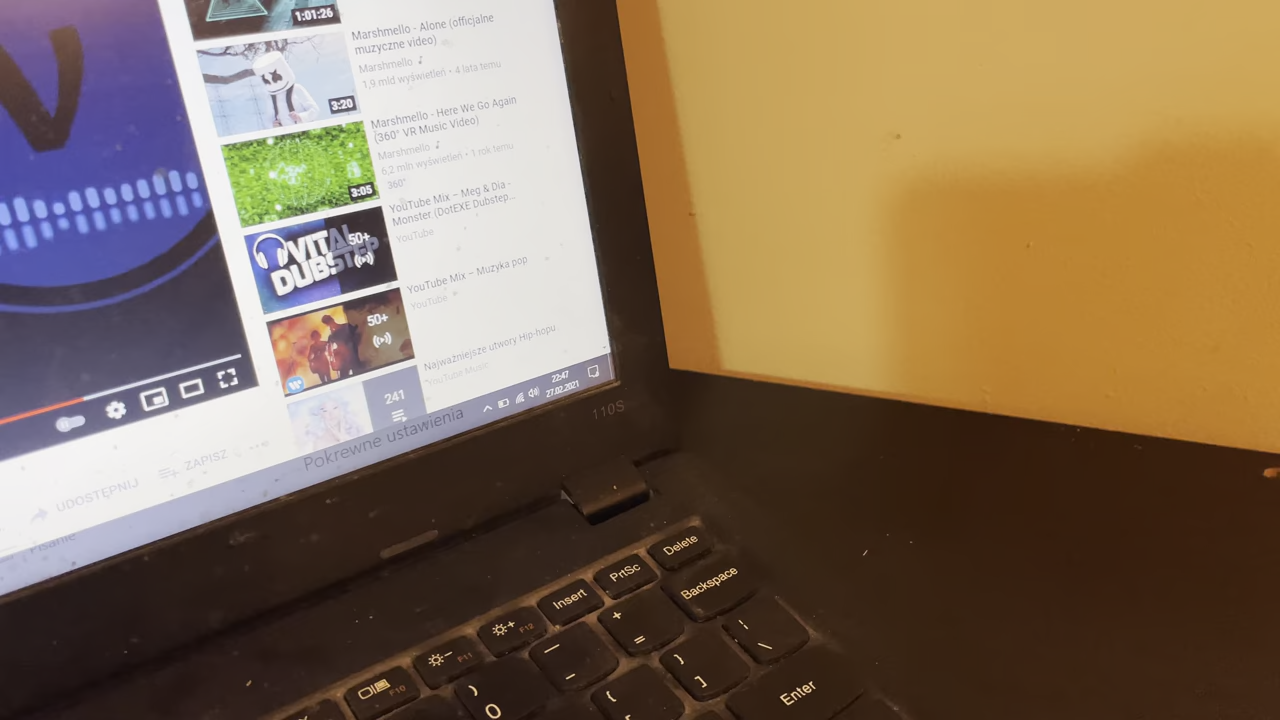 1:01:26
Marshmello - Alone (officjalne
muzyczne video)
Marshmello ♪
1,9 mld wyświetleń • 4 lata temu
3:20
Marshmello - Here We Go Again
(360° VR Music Video)
Marshmello ♪
6,2 mln wyświetleń • 1 rok temu
360°
3:05
YouTube Mix – Meg & Dia -
Monster (DotEXE Dubstep...
YouTube
VITAL
DUBSTEP
50+
YouTube Mix – Muzyka pop
YouTube
50+
Najważniejsze utwory Hip-hopu
YouTube Music
241
22:47
27.02.2021
Pokrewne ustawienia
ZAPISZ
UDOSTĘPNIJ
Pisanie
110S
Delete
PrtSc
Backspace
Insert
+
=
F12
F11
F10
|
\
}
]
)
0
{
[
Enter